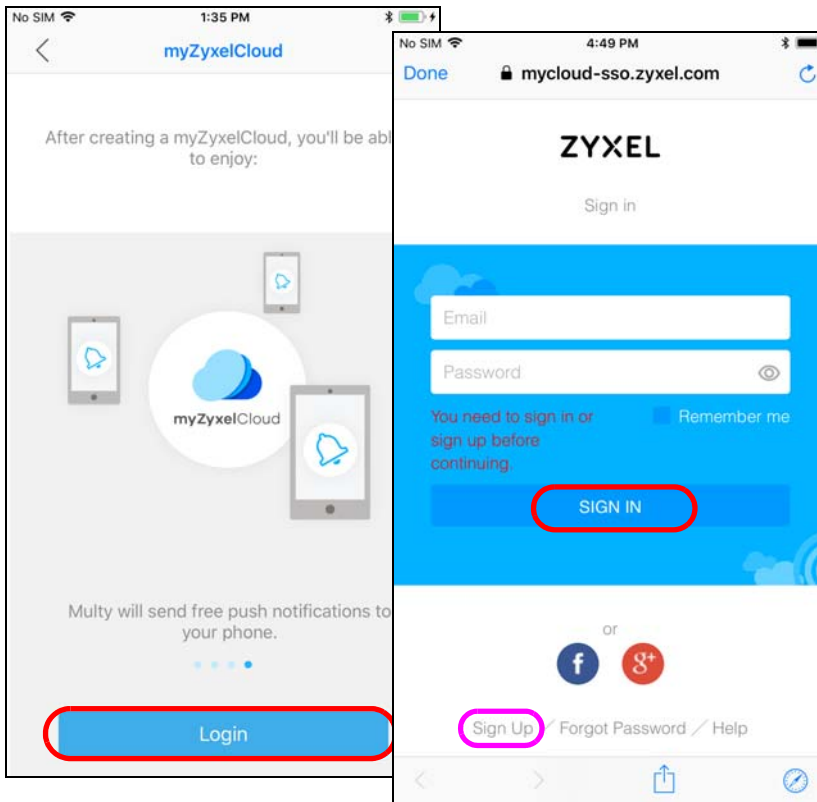 No SIM 1:35 PM
myZyxelCloud
After creating a myZyxelCloud, you'll be abl
to enjoy:
myZyxelCloud
Multy will send free push notifications to
your phone.
Login
No SIM 4:49 PM
Done mycloud-sso.zyxel.com
ZYXEL
Sign in
Email
Password
You need to sign in or
sign up before
continuing.
Remember me
SIGN IN
or
f g+
Sign Up / Forgot Password / Help